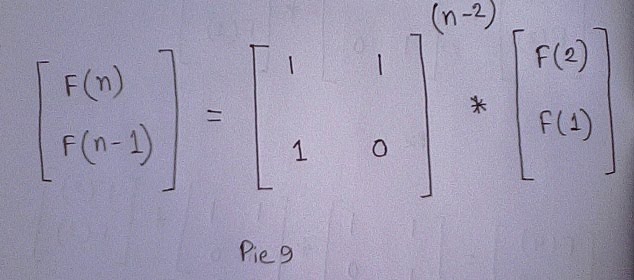 (n-2)
F(n) 1 1 F(2)
= *
F(n-1) 1 0 F(1)
Pie 9